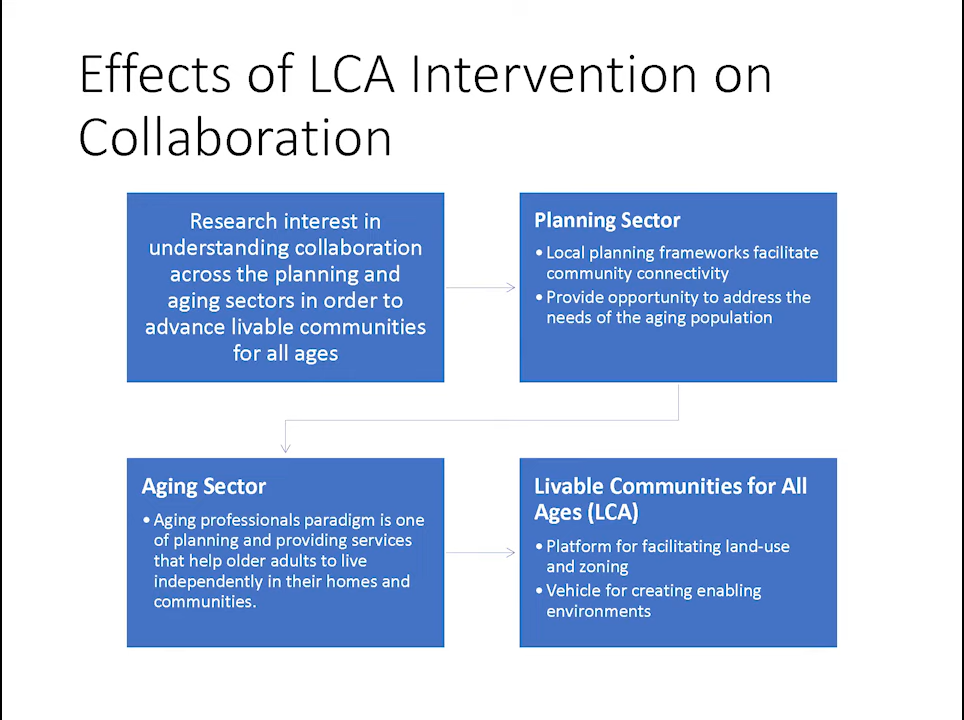 Effects of LCA Intervention on
Collaboration
Research interest in
understanding collaboration
across the planning and
aging sectors in order to
advance livable communities
for all ages
Planning Sector
• Local planning frameworks facilitate
community connectivity
• Provide opportunity to address the
needs of the aging population
Aging Sector
• Aging professionals paradigm is one
of planning and providing services
that help older adults to live
independently in their homes and
communities.
Livable Communities for All
Ages (LCA)
• Platform for facilitating land-use
and zoning
• Vehicle for creating enabling
environments